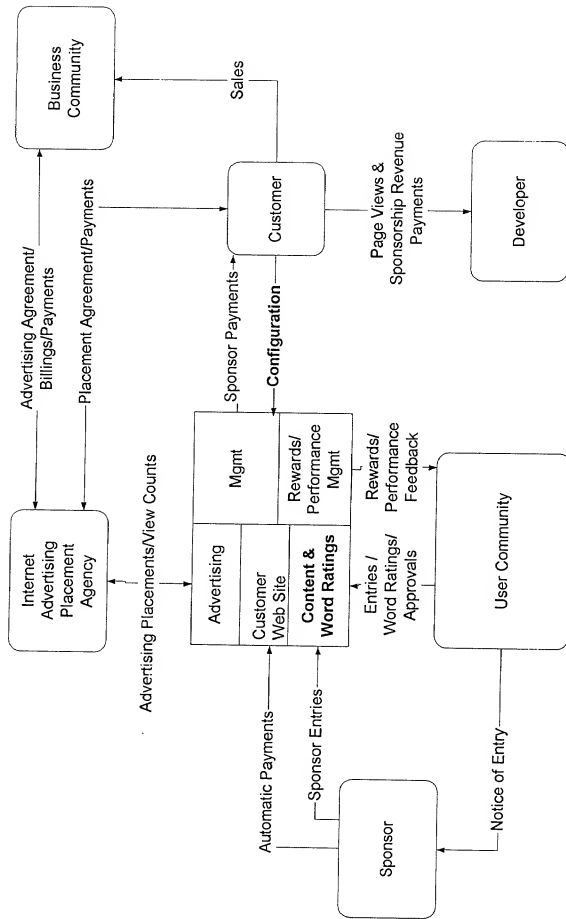 Internet
Advertising
Placement
Agency
Advertising Agreement/
Billings/Payments
Placement Agreement/Payments
Business
Community
Advertising Placements/View Counts
Sales
Automatic Payments
Sponsor Entries
Advertising
Customer
Web Site
Content &
Word Ratings
Mgmt
Rewards/
Performance
Mgmt
Sponsor Payments
Configuration
Customer
Sponsor
Entries /
Word Ratings/
Approvals
Rewards/
Performance
Feedback
Page Views &
Sponsorship Revenue
Payments
Notice of Entry
User Community
Developer